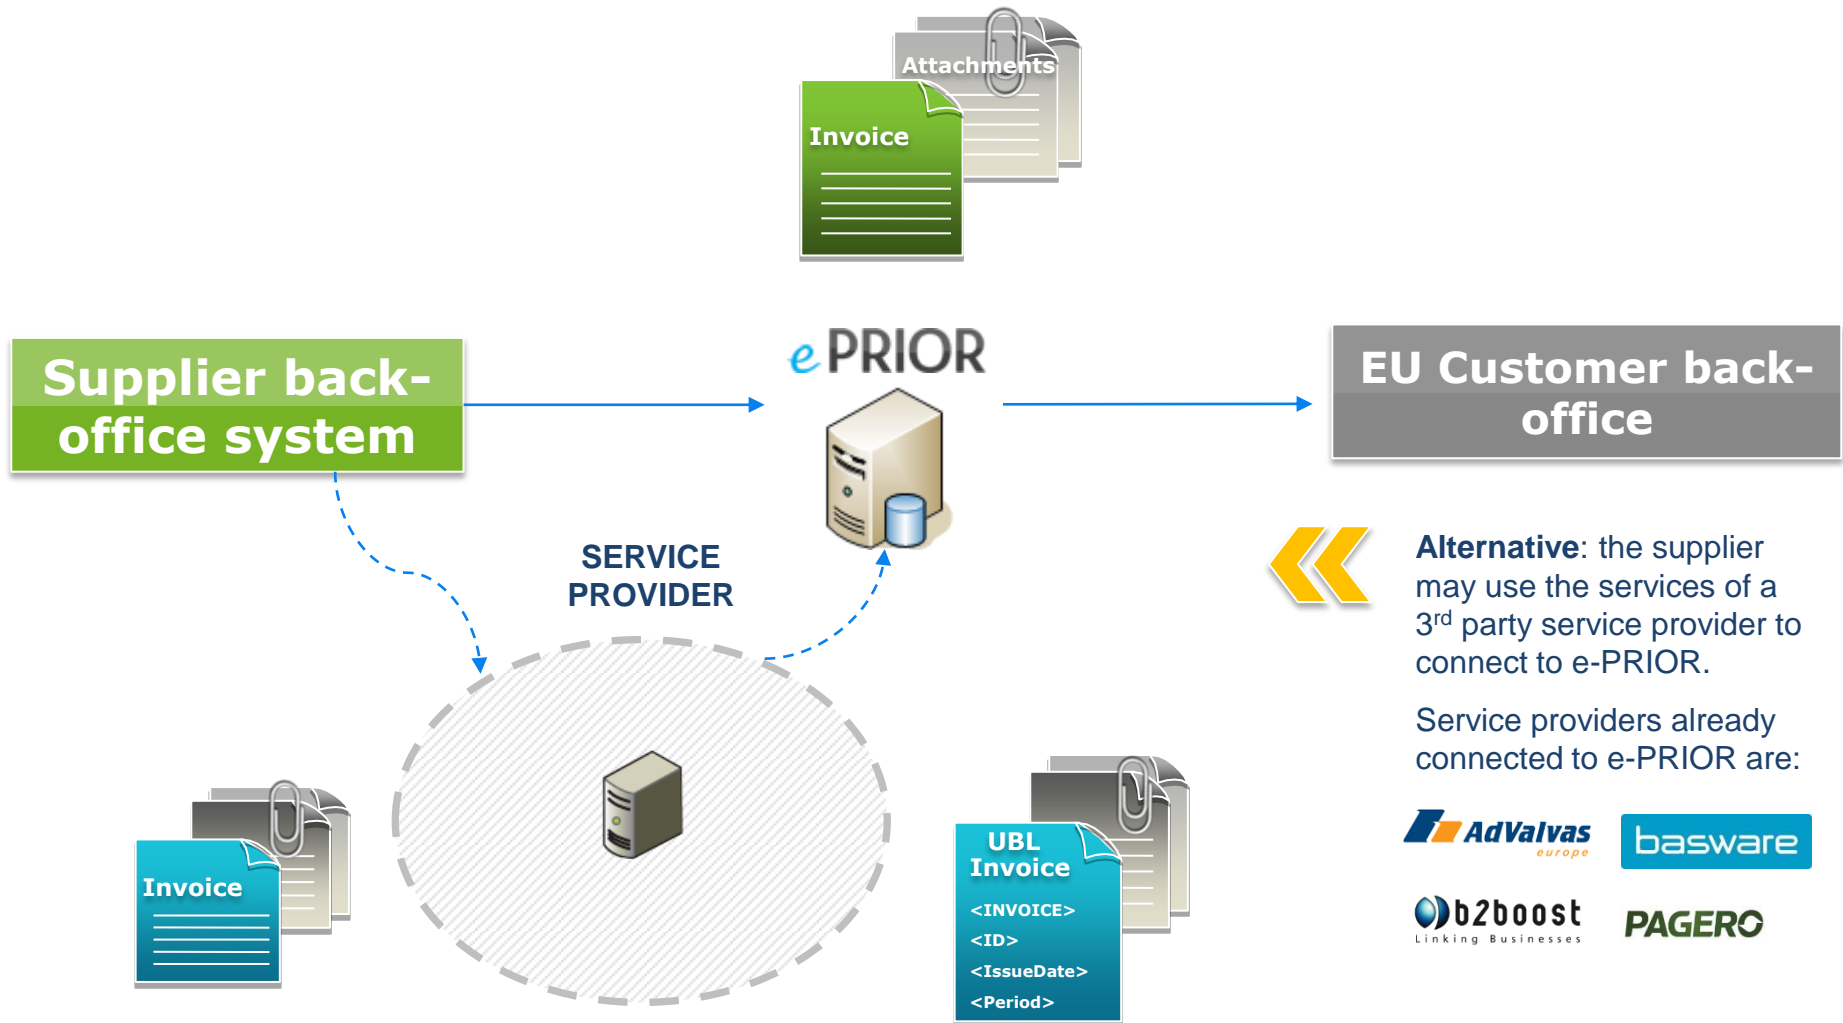 Attachments
Invoice
Supplier back-
office system
e PRIOR
EU Customer back-
office
SERVICE
PROVIDER
Alternative: the supplier
may use the services of a
3rd party service provider to
connect to e-PRIOR.
Service providers already
connected to e-PRIOR are:
AdValvas
europe
basware
b2boost
Linking Businesses
PAGERO
Invoice
UBL
Invoice
<INVOICE>
<ID>
<IssueDate>
<Period>